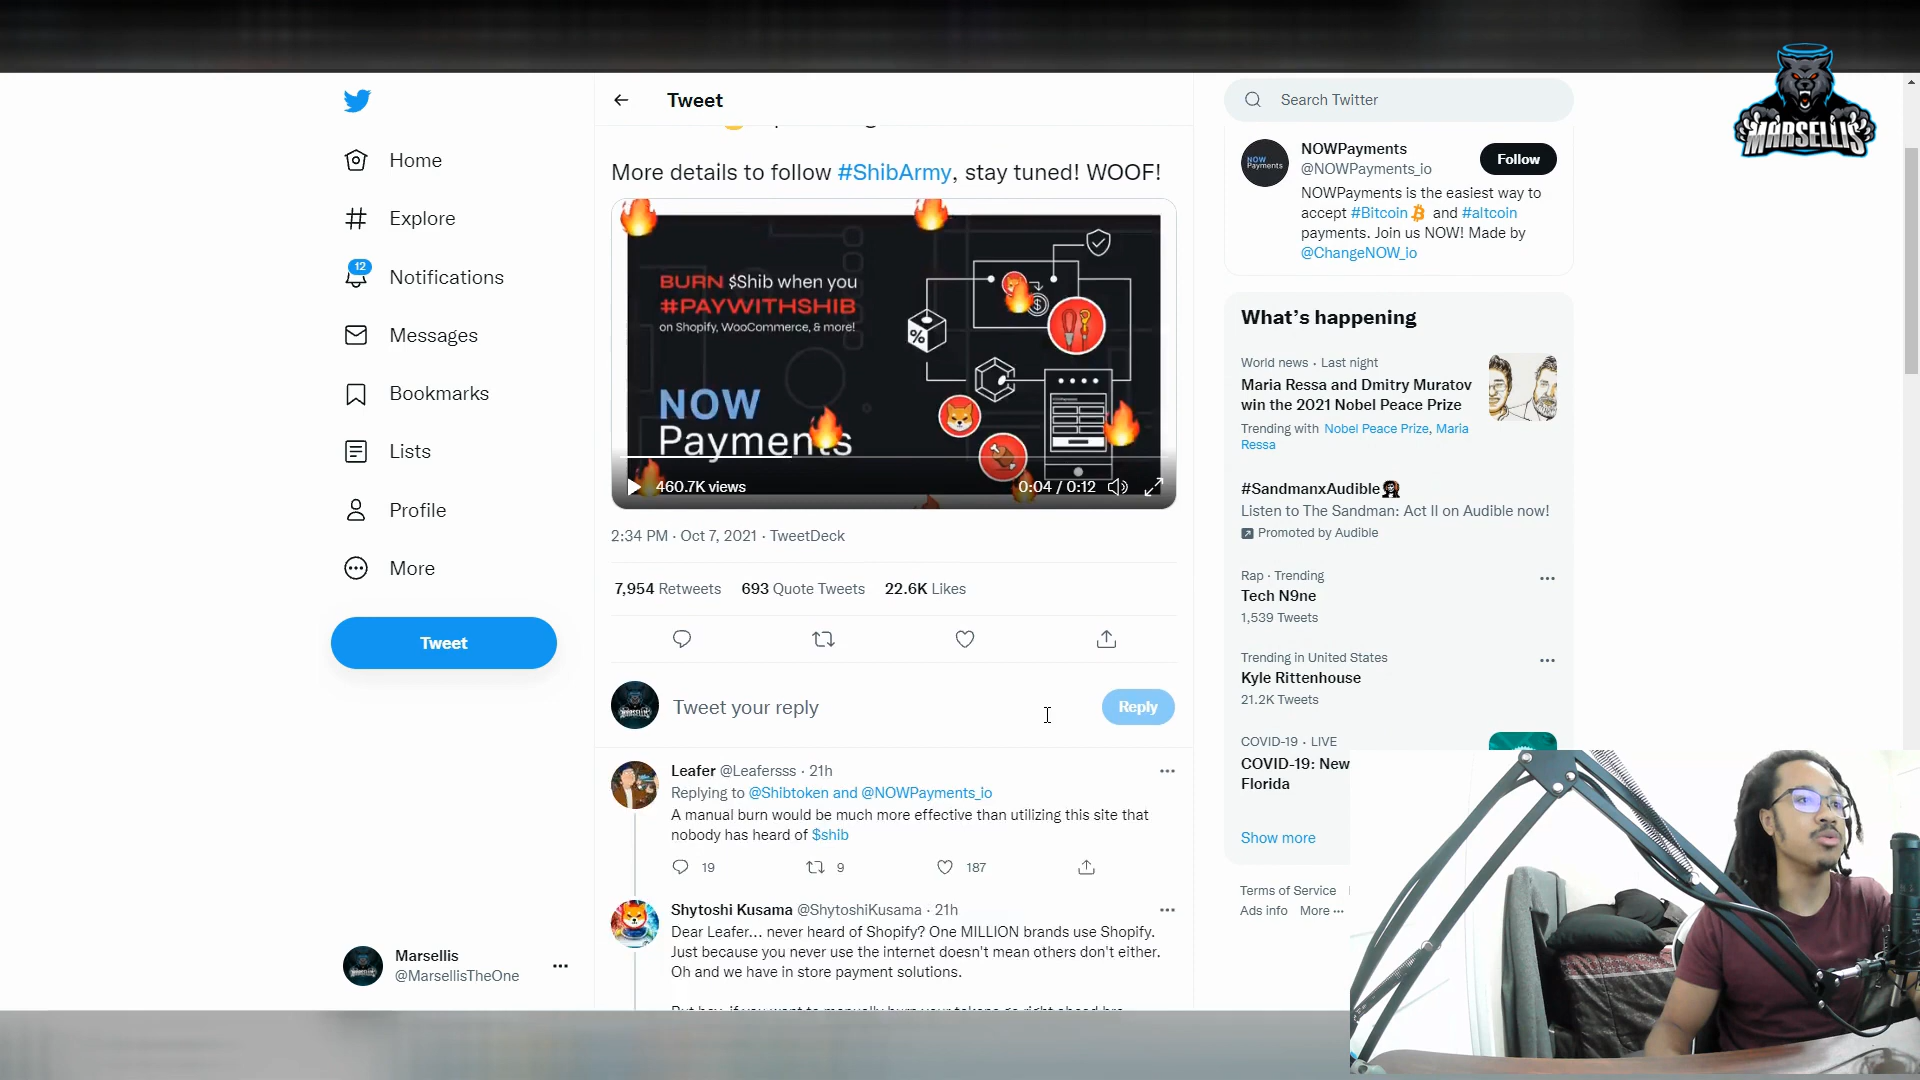 Tweet
Search Twitter
MARSELLIS
Home
Explore
12
Notifications
Messages
Bookmarks
Lists
Profile
More
Tweet
Marsellis
@MarsellisTheOne
More details to follow #ShibArmy, stay tuned! WOOF!
BURN $Shib when you
#PAYWITHSHIB
on Shopify, WooCommerce, & more!
NOW
Payments
%
$
460.7K views
0:04 / 0:12
2:34 PM · Oct 7, 2021 · TweetDeck
7,954 Retweets 693 Quote Tweets 22.6K Likes
Tweet your reply
Reply
Leafer @Leafersss · 21h
Replying to @Shibtoken and @NOWPayments_io
A manual burn would be much more effective than utilizing this site that
nobody has heard of $shib
19 9 187
Shytoshi Kusama @ShytoshiKusama · 21h
Dear Leafer... never heard of Shopify? One MILLION brands use Shopify.
Just because you never use the internet doesn't mean others don't either.
Oh and we have in store payment solutions.
NOW
Payments
NOWPayments
@NOWPayments_io
Follow
NOWPayments is the easiest way to
accept #Bitcoin and #altcoin
payments. Join us NOW! Made by
@ChangeNOW_io
What's happening
World news · Last night
Maria Ressa and Dmitry Muratov
win the 2021 Nobel Peace Prize
Trending with Nobel Peace Prize, Maria
Ressa
#SandmanxAudible
Listen to The Sandman: Act II on Audible now!
Promoted by Audible
Rap · Trending
Tech N9ne
1,539 Tweets
Trending in United States
Kyle Rittenhouse
21.2K Tweets
COVID-19 · LIVE
COVID-19: New
Florida
Show more
Terms of Service
Ads info More